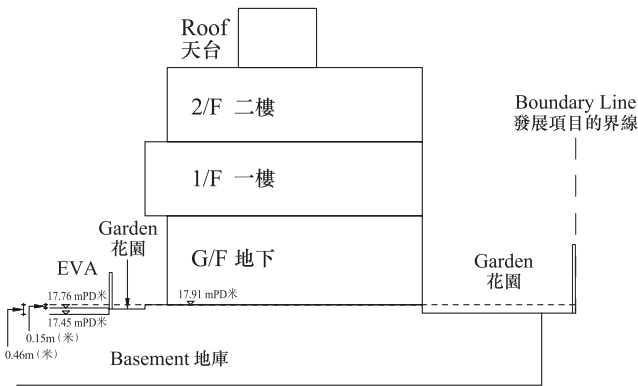 Roof
天台
2/F 二樓
Boundary Line
發展項目的界線
1/F 一樓
Garden
花園
G/F 地下
EVA
Garden
花園
17.76 mPD米
17.91 mPD米
17.45 mPD米
0.15m (米)
0.46m (米)
Basement 地庫